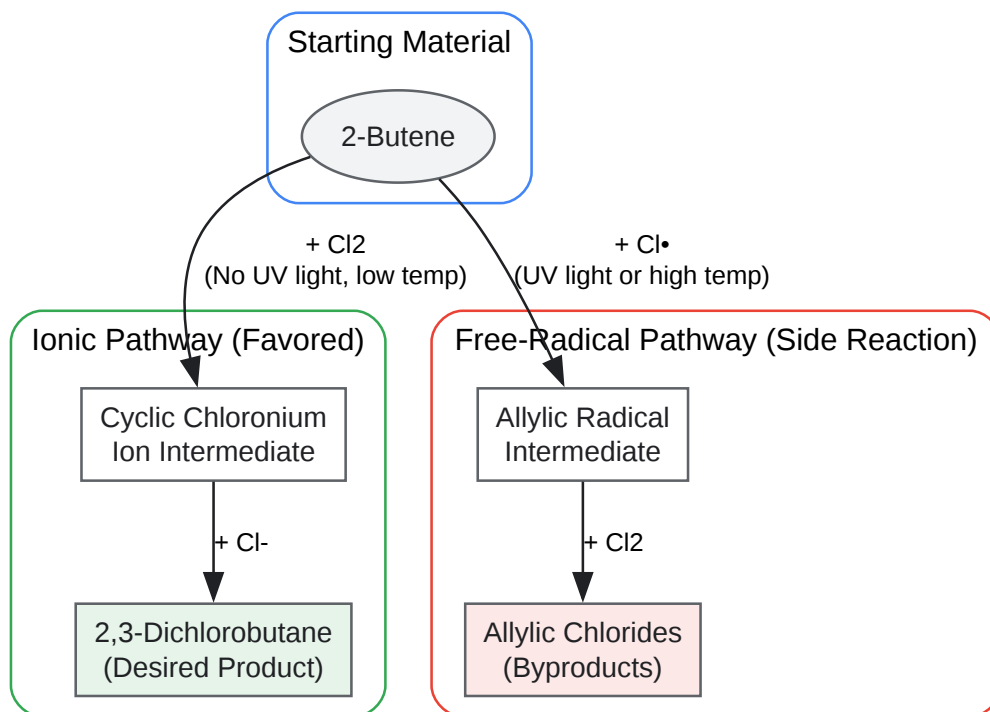 Starting Material
2-Butene
+ Cl2
(No UV light, low temp)
+ Cl•
(UV light or high temp)
Ionic Pathway (Favored)
Cyclic Chloronium
Ion Intermediate
+ Cl-
2,3-Dichlorobutane
(Desired Product)
Free-Radical Pathway (Side Reaction)
Allylic Radical
Intermediate
+ Cl2
Allylic Chlorides
(Byproducts)